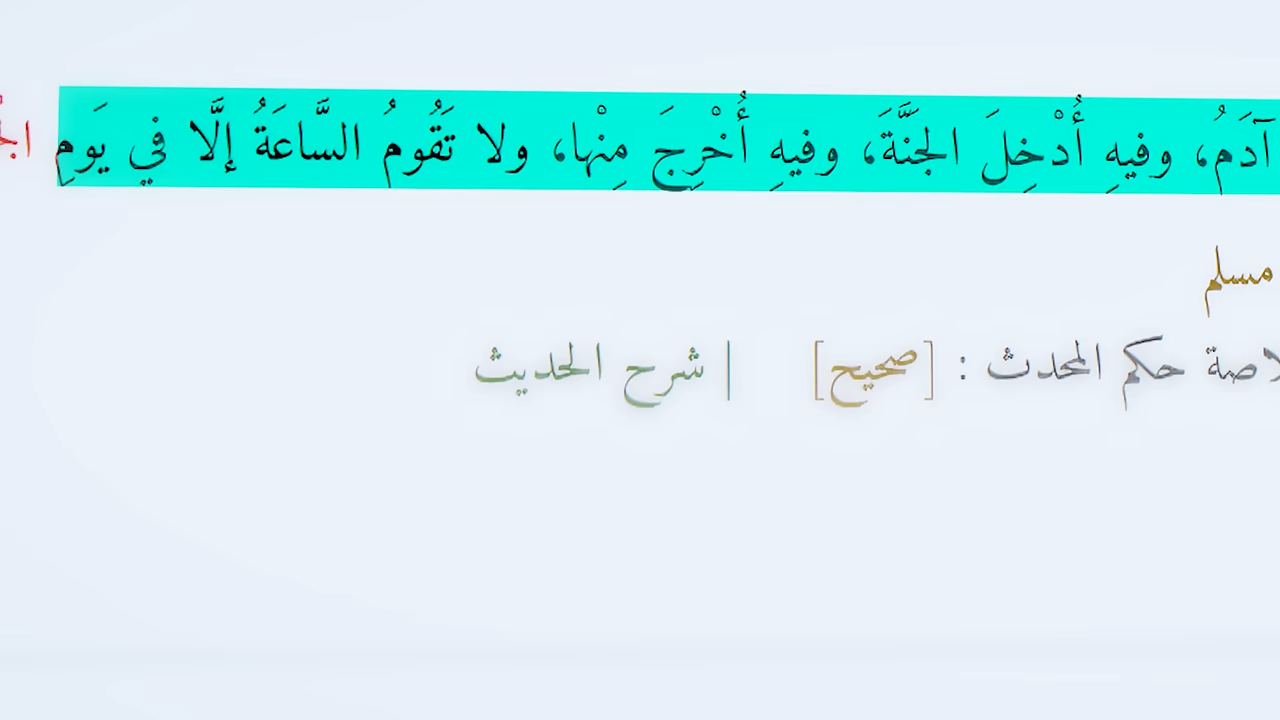 آدَمُ، وفيهِ أُدْخِلَ الجَنَّةَ، وفيهِ أُخْرِجَ مِنْها، ولا تَقُومُ السَّاعَةُ إلَّا في يَومِ
مسلم
حكم المحدث : [صحيح] | شرح الحديث